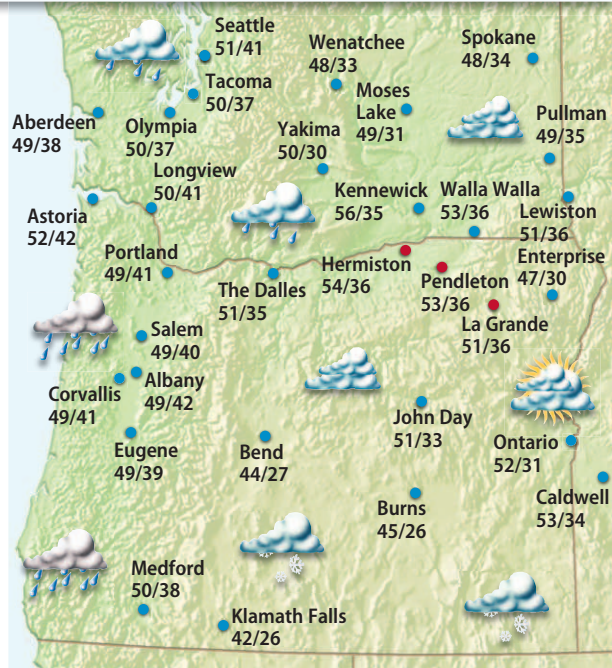 Seattle
51/41
Wenatchee
48/33
Spokane
48/34
Tacoma
50/37
Moses
Lake
49/31
Pullman
49/35
Aberdeen
49/38
Olympia
50/37
Yakima
50/30
Longview
50/41
Kennewick
56/35
Walla Walla
53/36
Lewiston
51/36
Astoria
52/42
Portland
49/41
The Dalles
51/35
Hermiston
54/36
Pendleton
53/36
Enterprise
47/30
La Grande
51/36
Salem
49/40
Corvallis
49/41
Albany
49/42
John Day
51/33
Eugene
49/39
Bend
44/27
Ontario
52/31
Burns
45/26
Caldwell
53/34
Medford
50/38
Klamath Falls
42/26